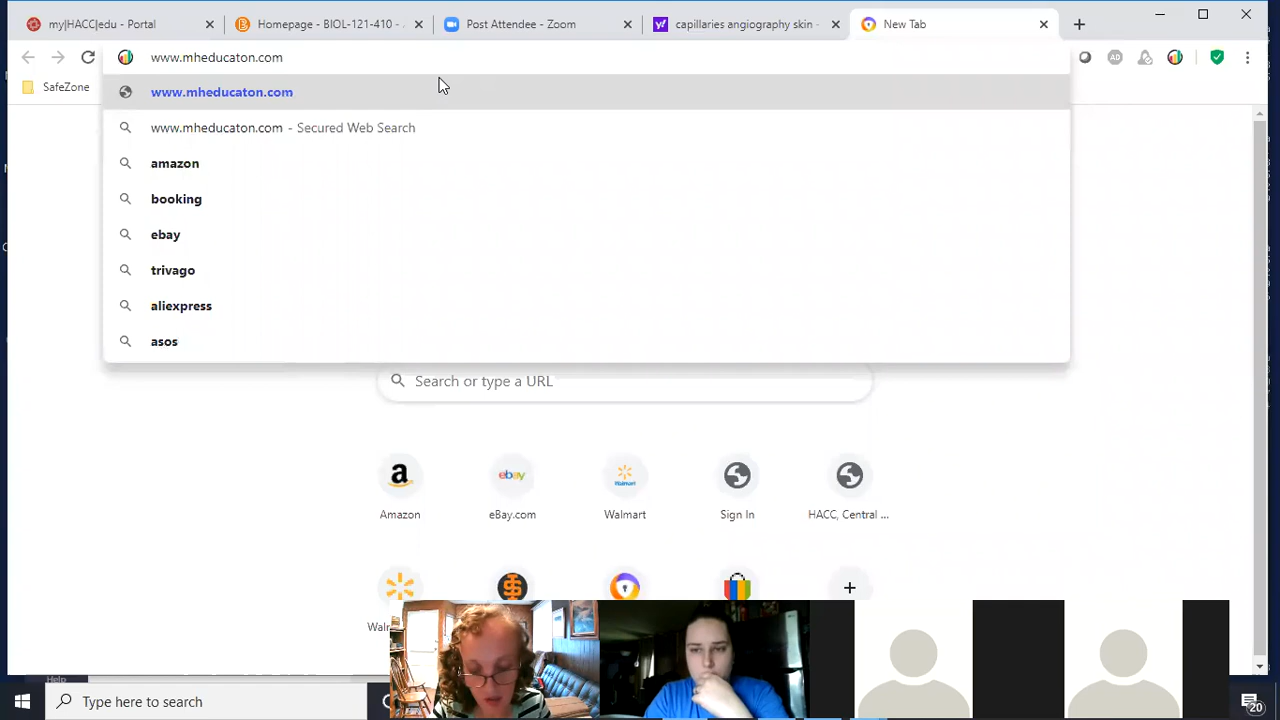 myHACC|edu - Portal
Homepage - BIOL-121-410 -
Post Attendee - Zoom
capillaries angiography skin -
New Tab
www.mheducaton.com
SafeZone
www.mheducaton.com
www.mheducaton.com - Secured Web Search
amazon
booking
ebay
trivago
aliexpress
asos
Search or type a URL
Amazon
eBay.com
Walmart
Sign In
HACC, Central ...
Help
Type here to search
20